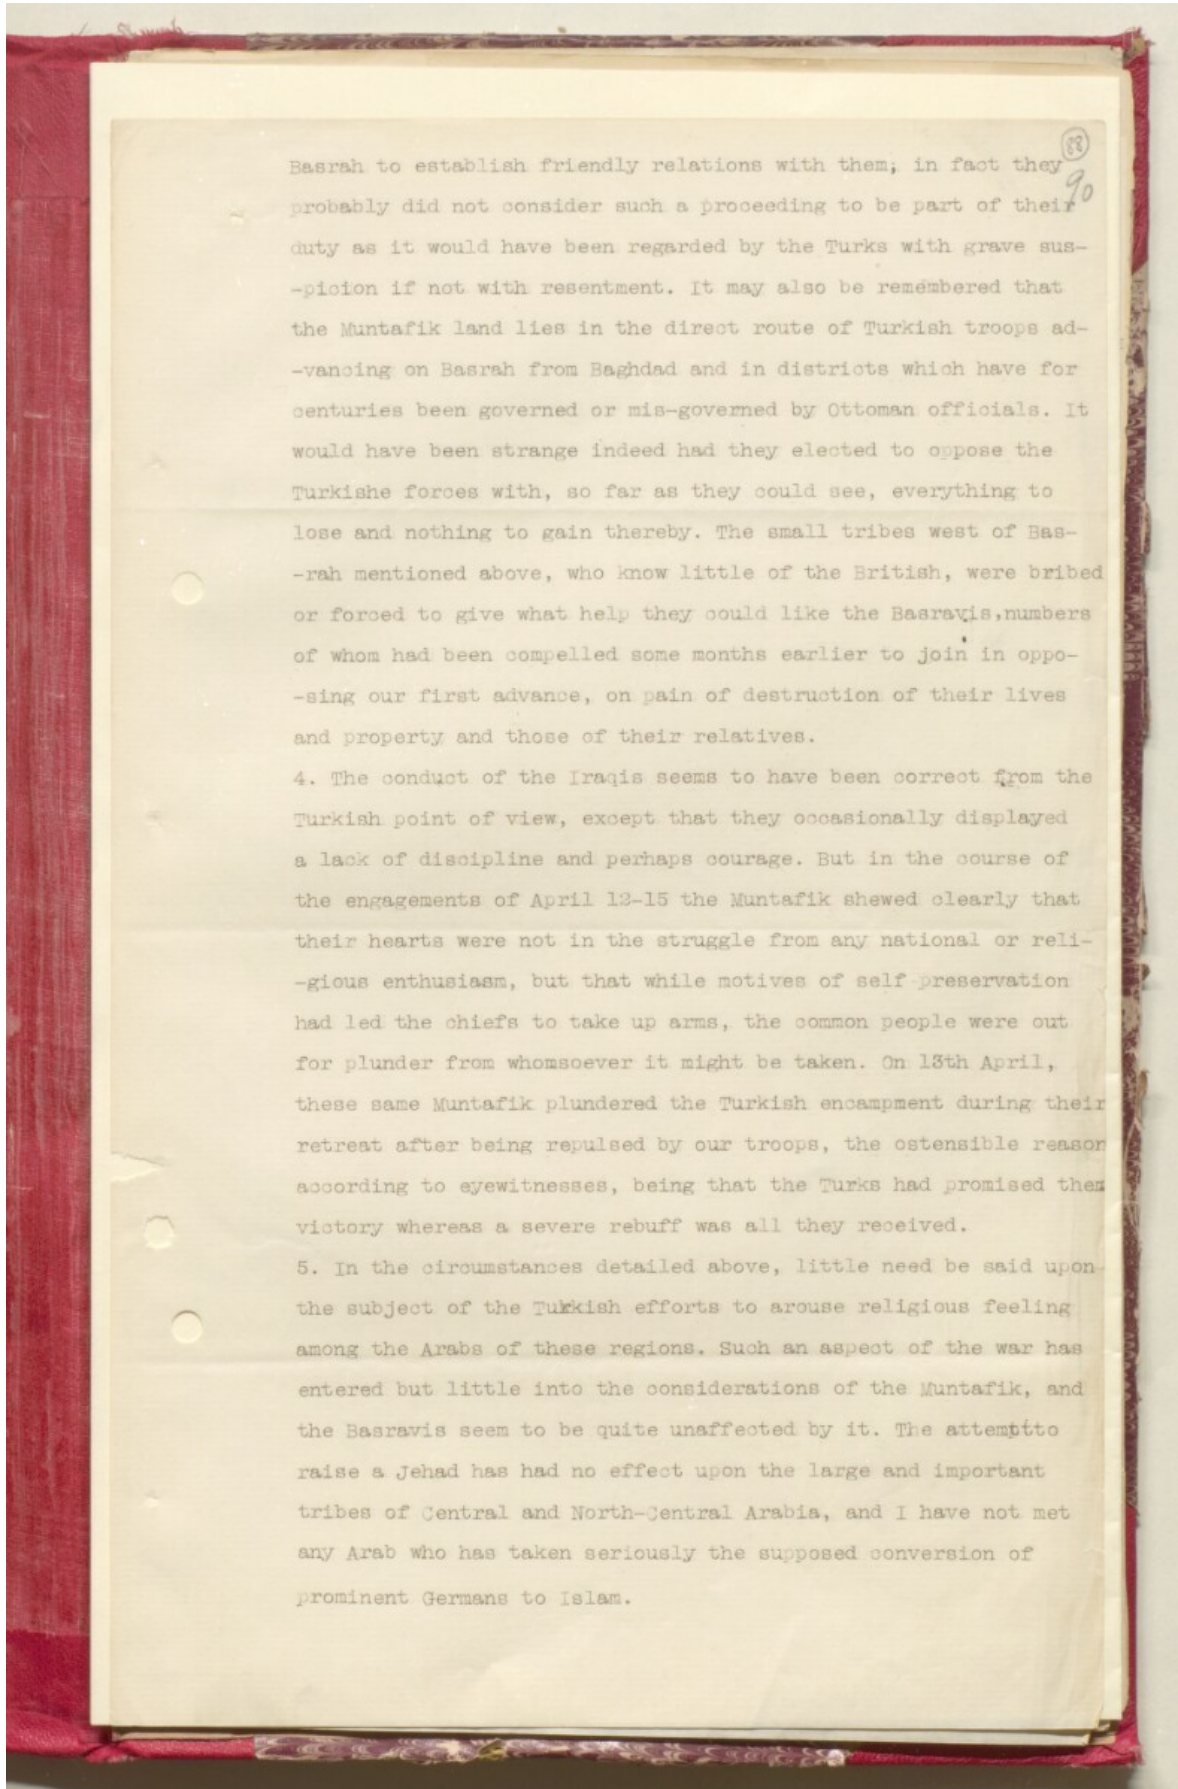 88
90
Basrah to establish friendly relations with them; in fact they
probably did not consider such a proceeding to be part of their
duty as it would have been regarded by the Turks with grave sus-
-picion if not with resentment. It may also be remembered that
the Muntafik land lies in the direct route of Turkish troops ad-
-vancing on Basrah from Baghdad and in districts which have for
centuries been governed or mis-governed by Ottoman officials. It
would have been strange indeed had they elected to oppose the
Turkishe forces with, so far as they could see, everything to
lose and nothing to gain thereby. The small tribes west of Bas-
-rah mentioned above, who know little of the British, were bribed
or forced to give what help they could like the Basravis,numbers
of whom had been compelled some months earlier to join in oppo-
-sing our first advance, on pain of destruction of their lives
and property and those of their relatives.
4. The conduct of the Iraqis seems to have been correct from the
Turkish point of view, except that they occasionally displayed
a lack of discipline and perhaps courage. But in the course of
the engagements of April 12-15 the Muntafik shewed clearly that
their hearts were not in the struggle from any national or reli-
-gious enthusiasm, but that while motives of self preservation
had led the chiefs to take up arms, the common people were out
for plunder from whomsoever it might be taken. On 13th April,
these same Muntafik plundered the Turkish encampment during their
retreat after being repulsed by our troops, the ostensible reason
according to eyewitnesses, being that the Turks had promised them
victory whereas a severe rebuff was all they received.
5. In the circumstances detailed above, little need be said upon
the subject of the Turkish efforts to arouse religious feeling
among the Arabs of these regions. Such an aspect of the war has
entered but little into the considerations of the Muntafik, and
the Basravis seem to be quite unaffected by it. The attemptto
raise a Jehad has had no effect upon the large and important
tribes of Central and North-Central Arabia, and I have not met
any Arab who has taken seriously the supposed conversion of
prominent Germans to Islam.